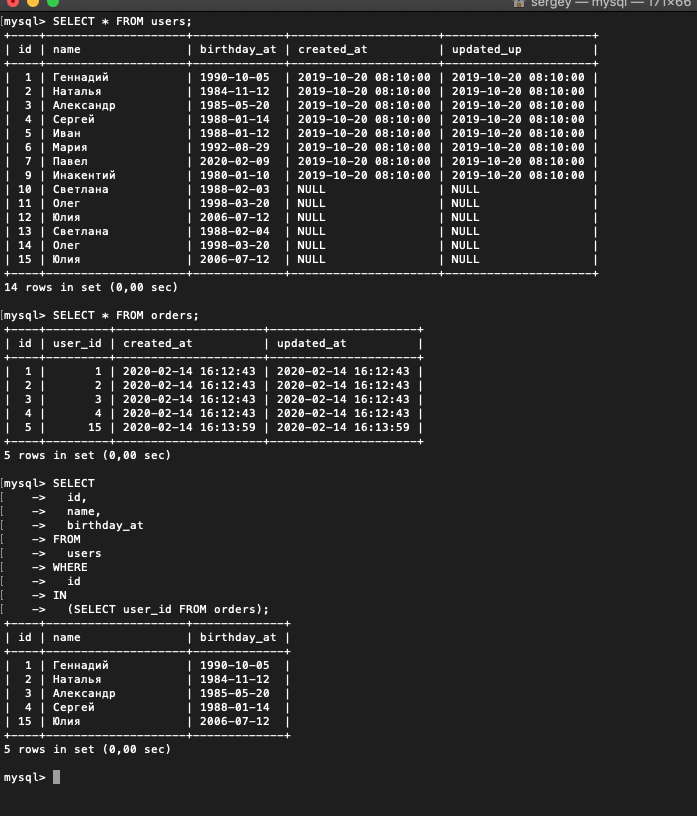 sergey — mysql — 171×66
[mysql> SELECT * FROM users;
+----+--------------------+-------------+---------------------+---------------------+
| id | name               | birthday_at | created_at          | updated_up          |
+----+--------------------+-------------+---------------------+---------------------+
|  1 | Геннадий           | 1990-10-05  | 2019-10-20 08:10:00 | 2019-10-20 08:10:00 |
|  2 | Наталья            | 1984-11-12  | 2019-10-20 08:10:00 | 2019-10-20 08:10:00 |
|  3 | Александр          | 1985-05-20  | 2019-10-20 08:10:00 | 2019-10-20 08:10:00 |
|  4 | Сергей             | 1988-01-14  | 2019-10-20 08:10:00 | 2019-10-20 08:10:00 |
|  5 | Иван               | 1988-01-12  | 2019-10-20 08:10:00 | 2019-10-20 08:10:00 |
|  6 | Мария              | 1992-08-29  | 2019-10-20 08:10:00 | 2019-10-20 08:10:00 |
|  7 | Павел              | 2020-02-09  | 2019-10-20 08:10:00 | 2019-10-20 08:10:00 |
|  9 | Инакентий          | 1980-01-10  | 2019-10-20 08:10:00 | 2019-10-20 08:10:00 |
| 10 | Светлана           | 1988-02-03  | NULL                | NULL                |
| 11 | Олег               | 1998-03-20  | NULL                | NULL                |
| 12 | Юлия               | 2006-07-12  | NULL                | NULL                |
| 13 | Светлана           | 1988-02-04  | NULL                | NULL                |
| 14 | Олег               | 1998-03-20  | NULL                | NULL                |
| 15 | Юлия               | 2006-07-12  | NULL                | NULL                |
+----+--------------------+-------------+---------------------+---------------------+
14 rows in set (0,00 sec)
[mysql> SELECT * FROM orders;
+----+---------+---------------------+---------------------+
| id | user_id | created_at          | updated_at          |
+----+---------+---------------------+---------------------+
|  1 |       1 | 2020-02-14 16:12:43 | 2020-02-14 16:12:43 |
|  2 |       2 | 2020-02-14 16:12:43 | 2020-02-14 16:12:43 |
|  3 |       3 | 2020-02-14 16:12:43 | 2020-02-14 16:12:43 |
|  4 |       4 | 2020-02-14 16:12:43 | 2020-02-14 16:12:43 |
|  5 |      15 | 2020-02-14 16:13:59 | 2020-02-14 16:13:59 |
+----+---------+---------------------+---------------------+
5 rows in set (0,00 sec)
[mysql> SELECT
[    ->   id,
[    ->   name,
[    ->   birthday_at
[    -> FROM
[    ->   users
[    -> WHERE
[    ->   id
[    -> IN
[    ->   (SELECT user_id FROM orders);
+----+--------------------+-------------+
| id | name               | birthday_at |
+----+--------------------+-------------+
|  1 | Геннадий           | 1990-10-05  |
|  2 | Наталья            | 1984-11-12  |
|  3 | Александр          | 1985-05-20  |
|  4 | Сергей             | 1988-01-14  |
| 15 | Юлия               | 2006-07-12  |
+----+--------------------+-------------+
5 rows in set (0,00 sec)
mysql>